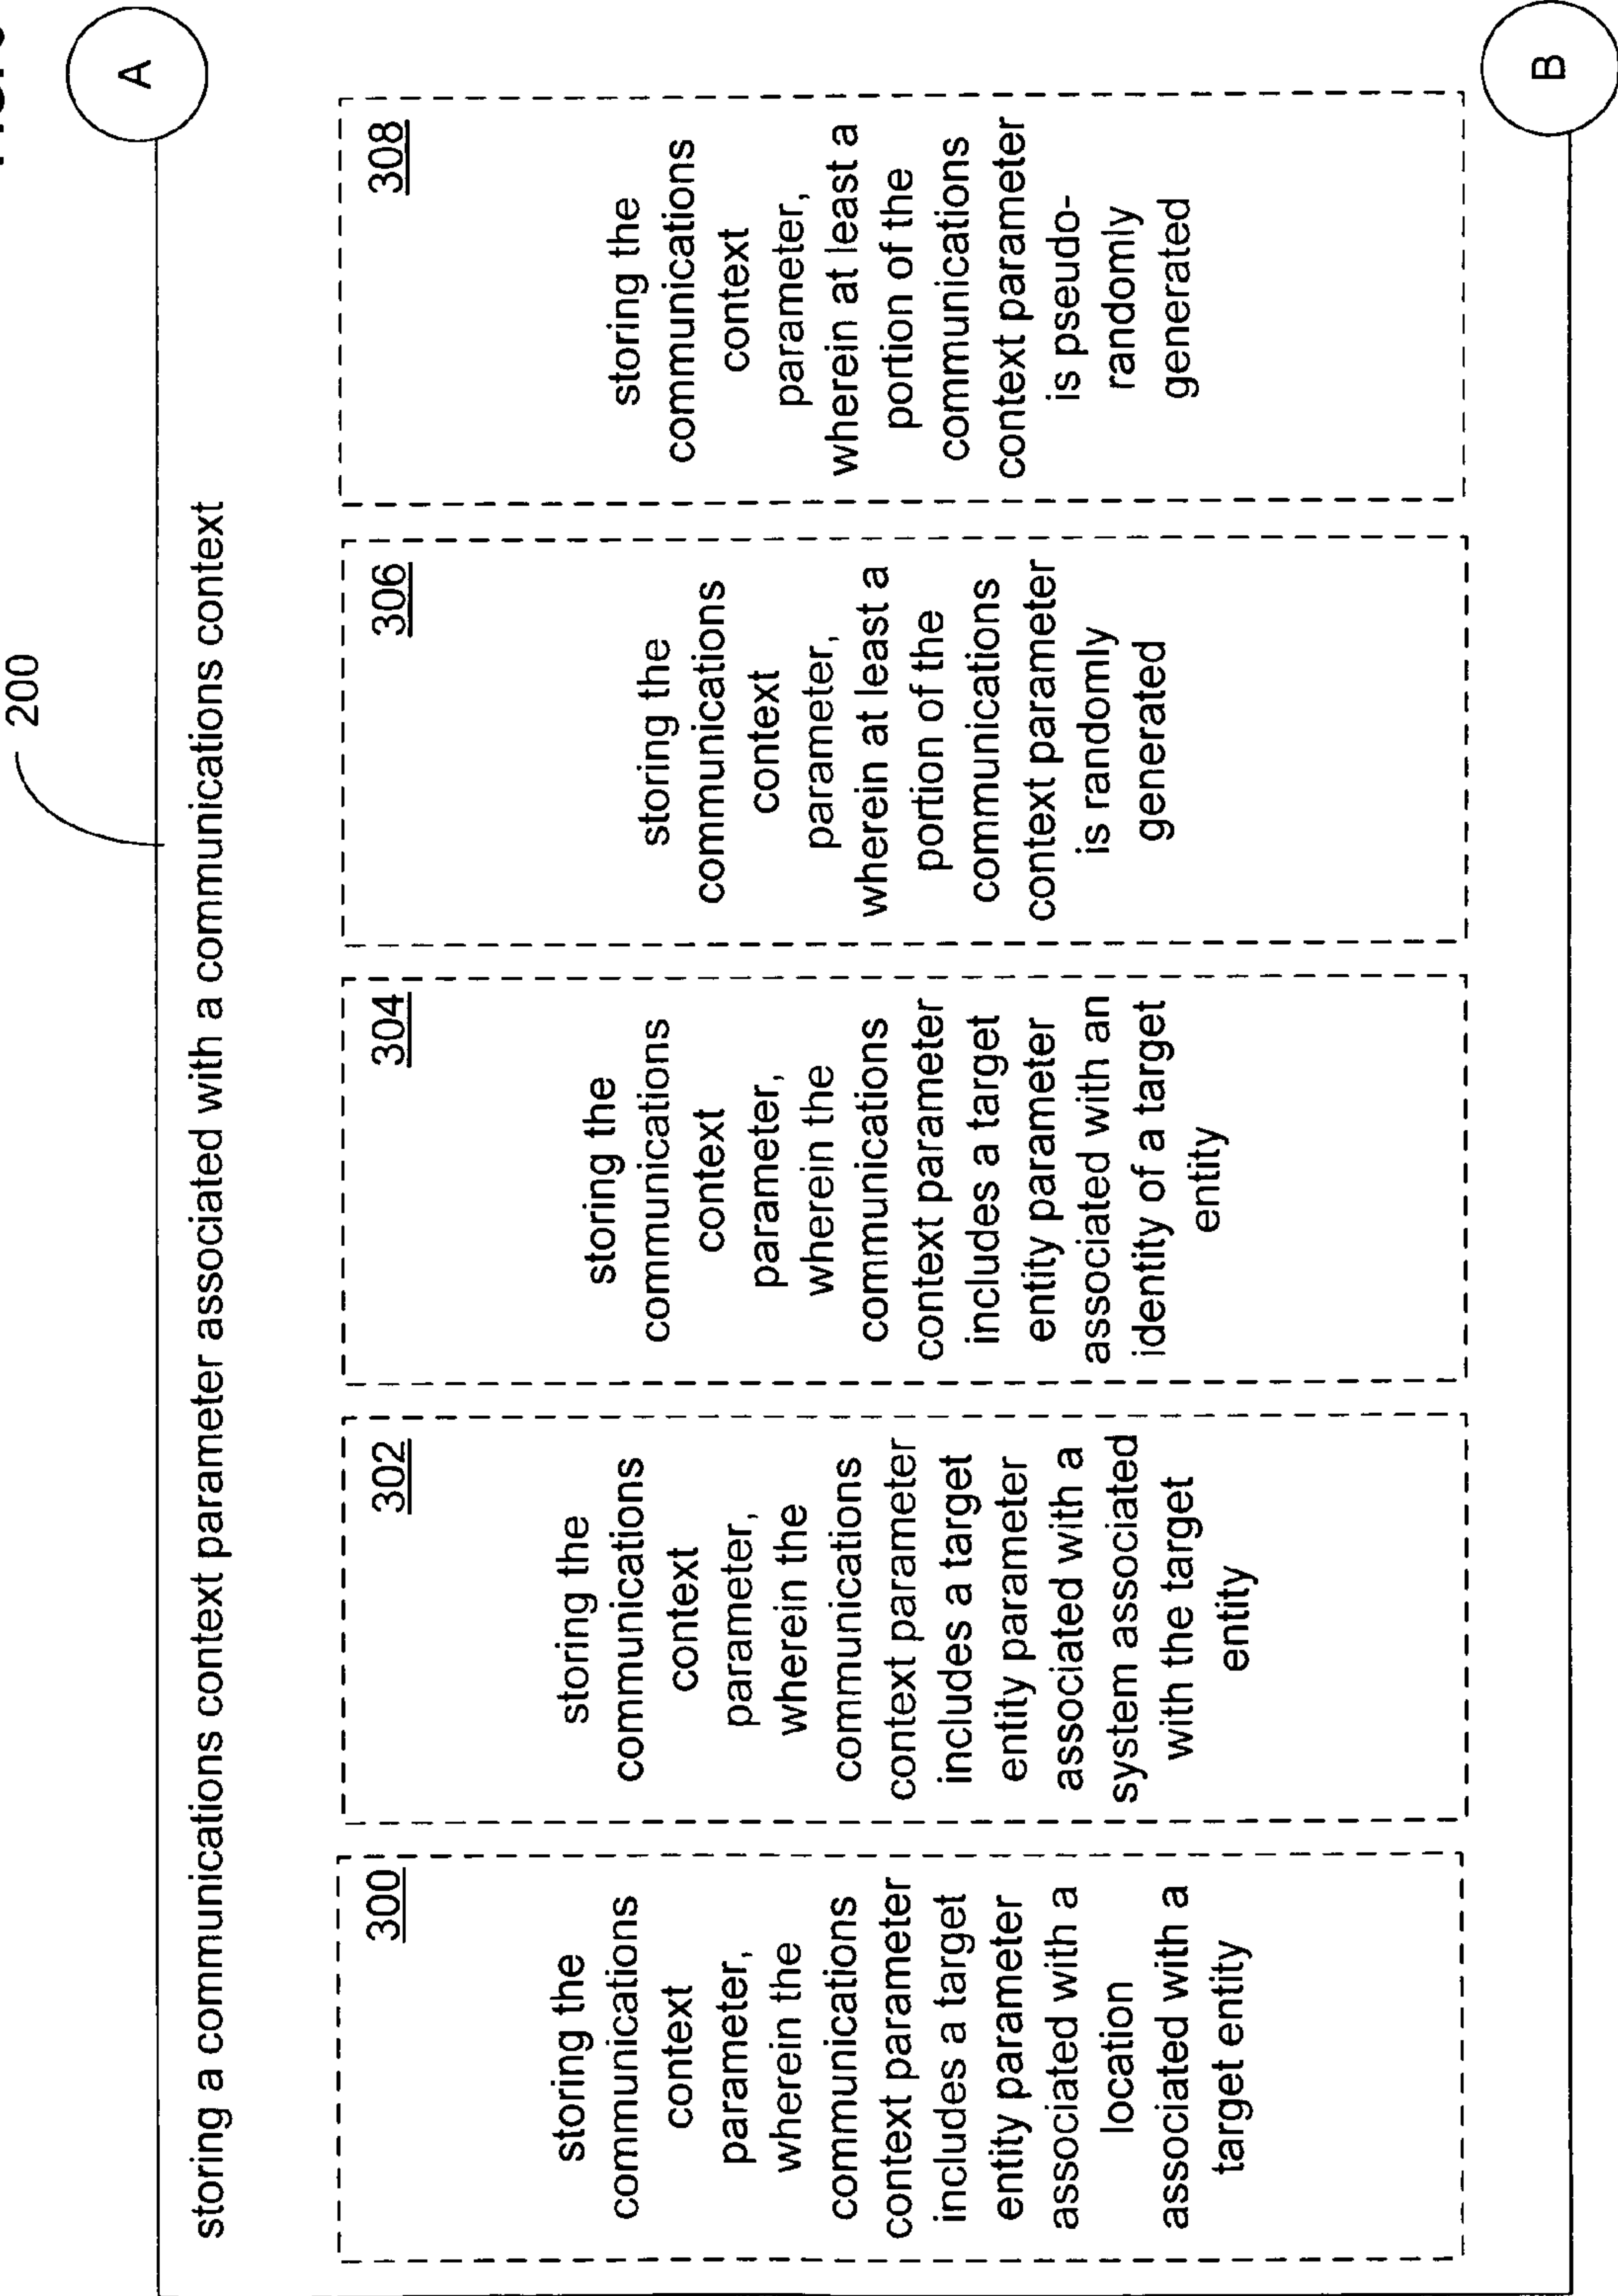 200
A
storing a communications context parameter associated with a communications context
300
storing the
communications
context
parameter,
wherein the
communications
context parameter
includes a target
entity parameter
associated with a
location
associated with a
target entity
302
storing the
communications
context
parameter,
wherein the
communications
context parameter
includes a target
entity parameter
associated with a
system associated
with the target
entity
304
storing the
communications
context
parameter,
wherein the
communications
context parameter
includes a target
entity parameter
associated with an
identity of a target
entity
306
storing the
communications
context
parameter,
wherein at least a
portion of the
communications
context parameter
is randomly
generated
308
storing the
communications
context
parameter,
wherein at least a
portion of the
communications
context parameter
is pseudo-
randomly
generated
B